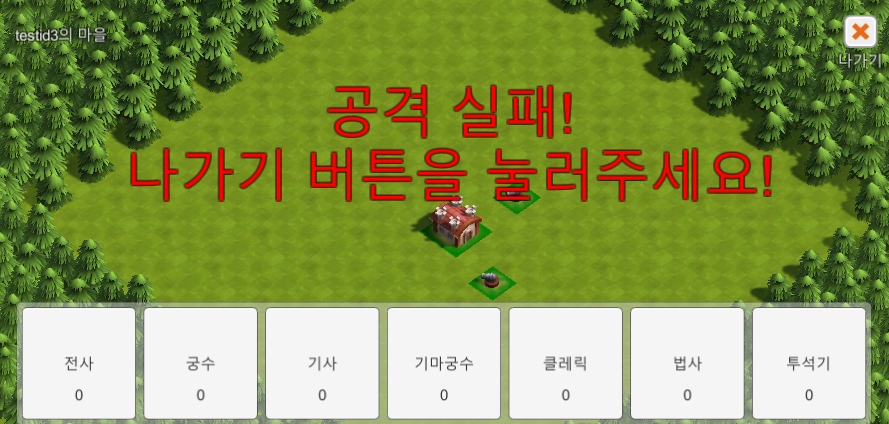 testid3의 마을
나가기
공격 실패!
나가기 버튼을 눌러주세요!
전사
0
궁수
0
기사
0
기마궁수
0
클레릭
0
법사
0
투석기
0